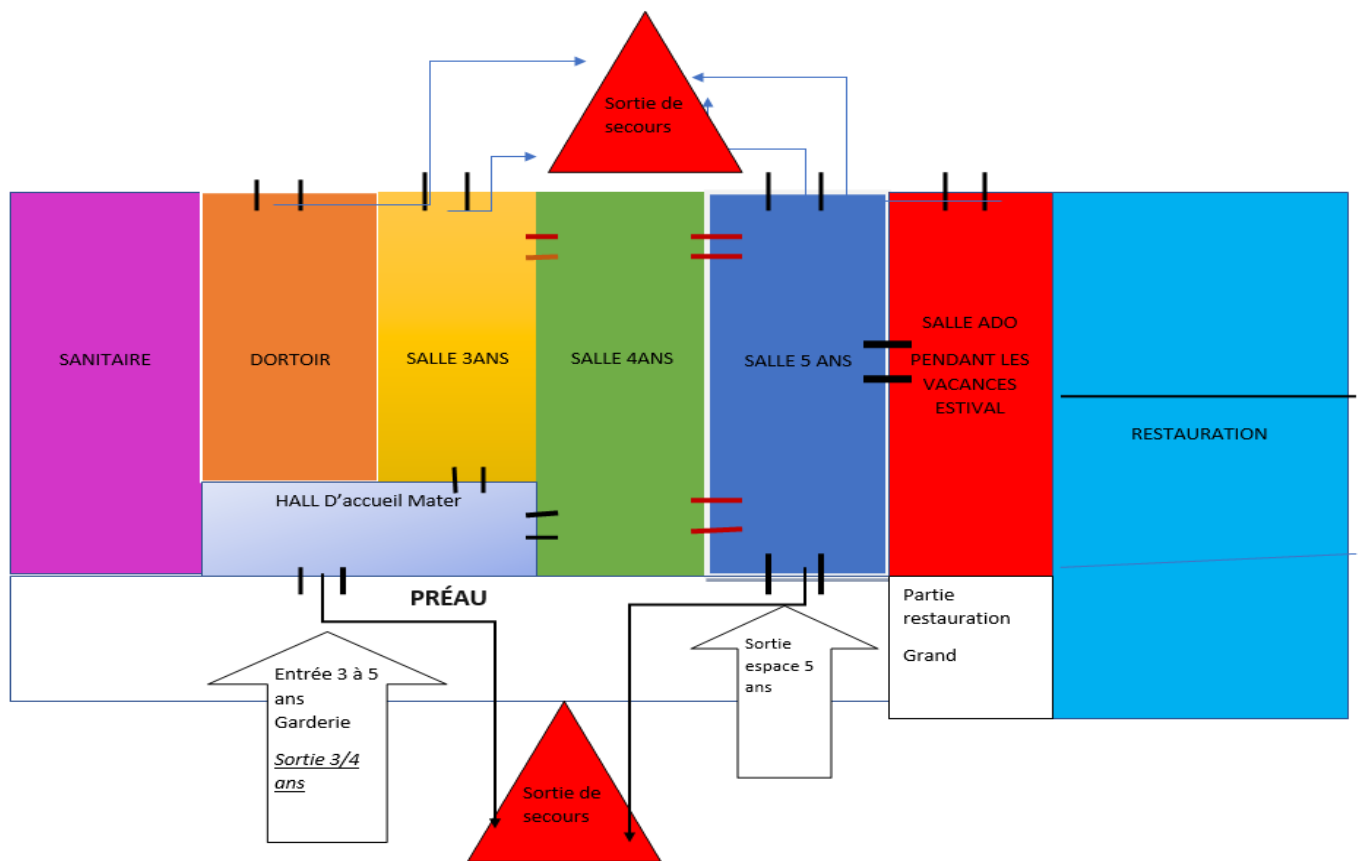 Sortie de
secours
SANITAIRE
DORTOIR
SALLE 3ANS
SALLE 4ANS
SALLE 5 ANS
SALLE ADO
PENDANT LES
VACANCES
ESTIVAL
RESTAURATION
HALL D’accueil Mater
PRÉAU
Entrée 3 à 5
ans
Garderie
Sortie 3/4
ans
Sortie
espace 5
ans
Partie
restauration
Grand
Sortie de
secours